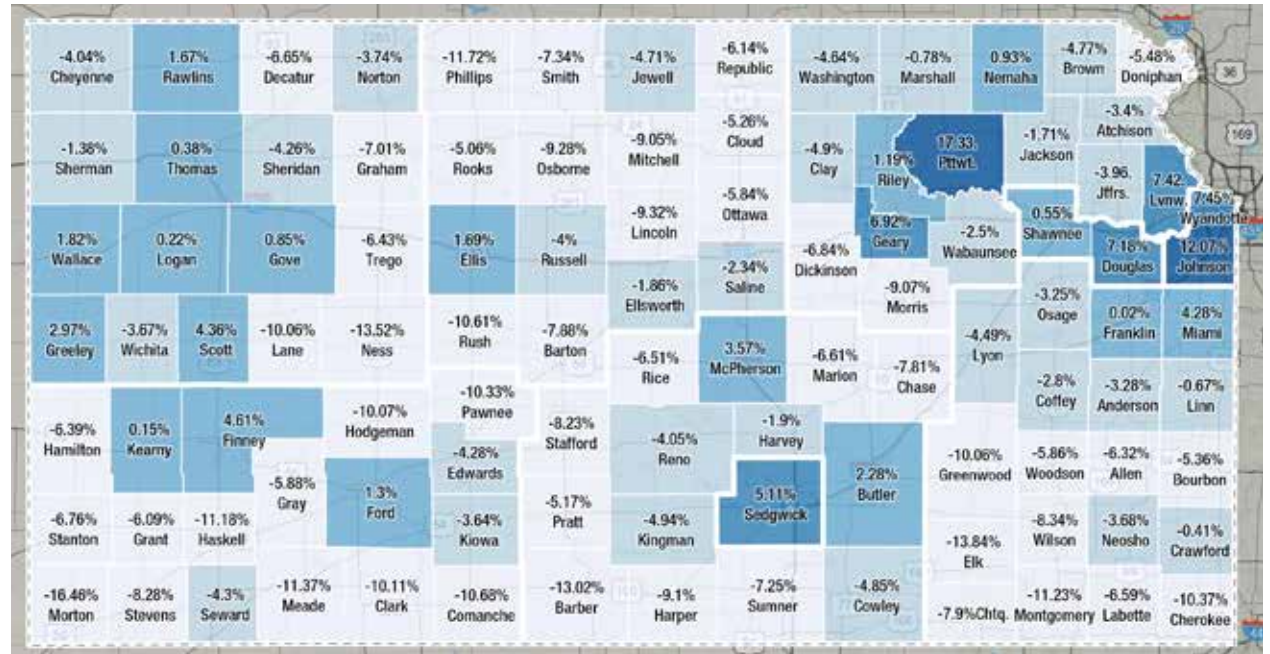 -4.04%
Cheyenne
1.67%
Rawlins
-6.65%
Decatur
-3.74%
Norton
-11.72%
Phillips
-7.34%
Smith
-4.71%
Jewell
-6.14%
Republic
-4.64%
Washington
-0.78%
Marshall
0.93%
Nemaha
-4.77%
Brown
-5.48%
Doniphan
36
-1.38%
Sherman
0.38%
Thomas
-4.26%
Sheridan
-7.01%
Graham
-5.06%
Rooks
-9.28%
Osborne
-9.05%
Mitchell
-5.26%
Cloud
-4.9%
Clay
1.19%
Riley
17.33.
Pttwt.
-1.71%
Jackson
-3.4%
Atchison
169
-3.96.
Jffrs.
7.42.
Lvnw.
7.45%
Wyandotte
1.82%
Wallace
0.22%
Logan
0.85%
Gove
-6.43%
Trego
1.69%
Ellis
-4%
Russell
-9.32%
Lincoln
-5.84%
Ottawa
-2.34%
Saline
-6.84%
Dickinson
6.92%
Geary
-2.5%
Wabaunsee
0.55%
Shawnee
7.18%
Douglas
12.07%
Johnson
-1.86%
Ellsworth
-9.07%
Morris
2.97%
Greeley
-3.67%
Wichita
4.36%
Scott
-10.06%
Lane
-13.52%
Ness
-10.61%
Rush
-7.88%
Barton
-6.51%
Rice
3.57%
McPherson
-6.61%
Marion
-7.81%
Chase
-4.49%
Lyon
-3.25%
Osage
0.02%
Franklin
4.28%
Miami
-2.8%
Coffey
-3.28%
Anderson
-0.67%
Linn
-6.39%
Hamilton
0.15%
Kearny
4.61%
Finney
-10.07%
Hodgeman
-10.33%
Pawnee
-4.28%
Edwards
-8.23%
Stafford
-4.05%
Reno
-1.9%
Harvey
2.28%
Butler
-10.06%
Greenwood
-5.86%
Woodson
-6.32%
Allen
-5.36%
Bourbon
-5.88%
Gray
1.3%
Ford
-6.76%
Stanton
-6.09%
Grant
-11.18%
Haskell
-3.64%
Kiowa
-5.17%
Pratt
-4.94%
Kingman
5.11%
Sedgwick
-13.84%
Elk
-8.34%
Wilson
-3.68%
Neosho
-0.41%
Crawford
-16.46%
Morton
-8.28%
Stevens
-4.3%
Seward
-11.37%
Meade
-10.11%
Clark
-10.68%
Comanche
-13.02%
Barber
-9.1%
Harper
-7.25%
Sumner
-4.85%
Cowley
-7.9%Chtq.
-11.23%
Montgomery
-6.59%
Labette
-10.37%
Cherokee
44